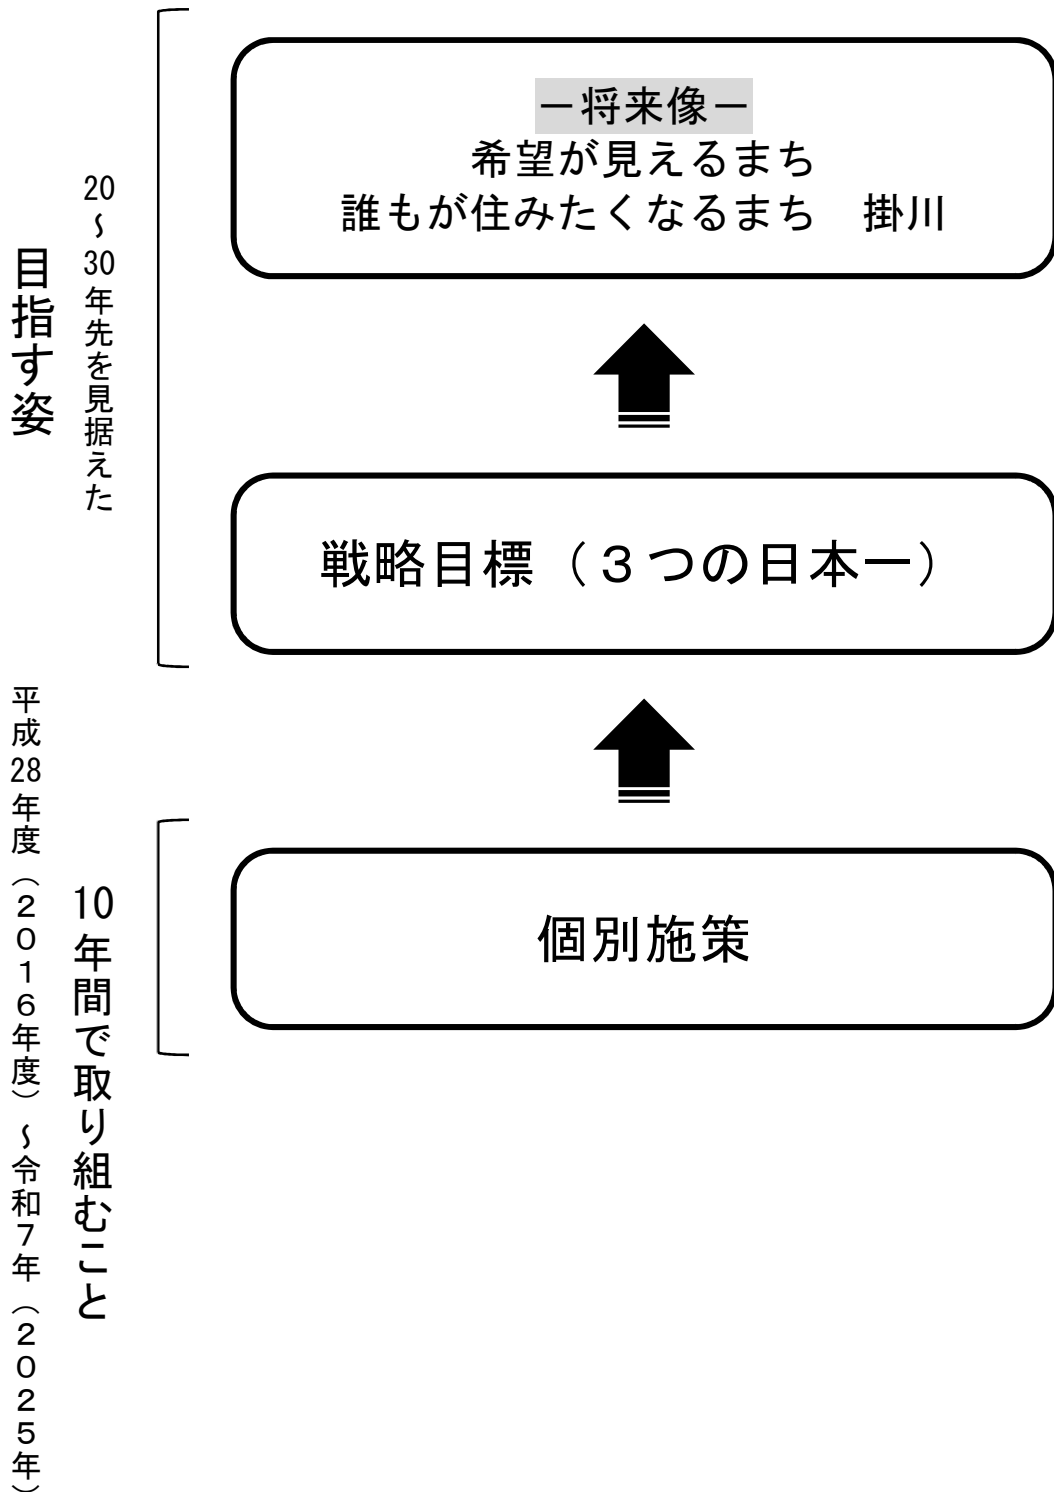 －将来像－
希望が見えるまち
誰もが住みたくなるまち　掛川
20～30年先を見据えた
目指す姿
戦略目標（３つの日本一）
個別施策
10年間で取り組むこと
平成28年度（２０１６年度）～令和７年（２０２５年）